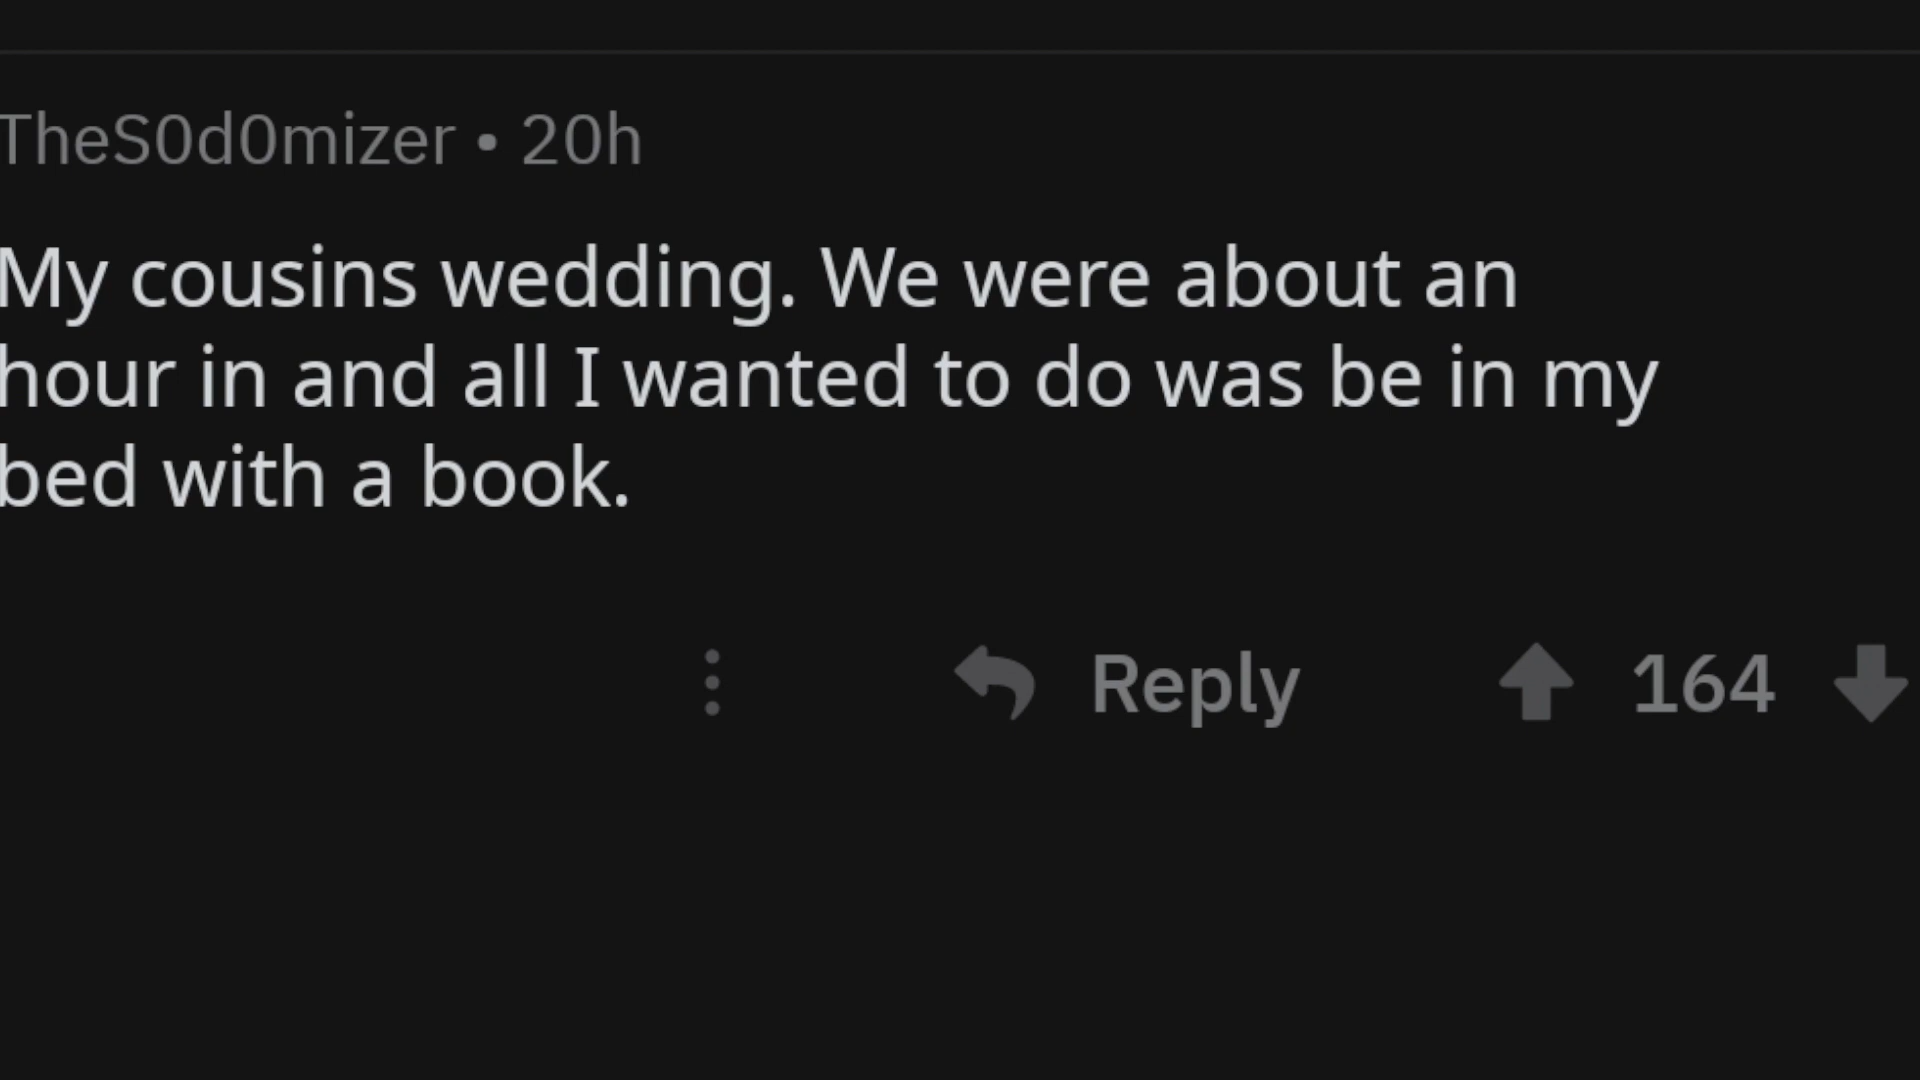 TheS0d0mizer • 20h
My cousins wedding. We were about an
hour in and all I wanted to do was be in my
bed with a book.
Reply 164